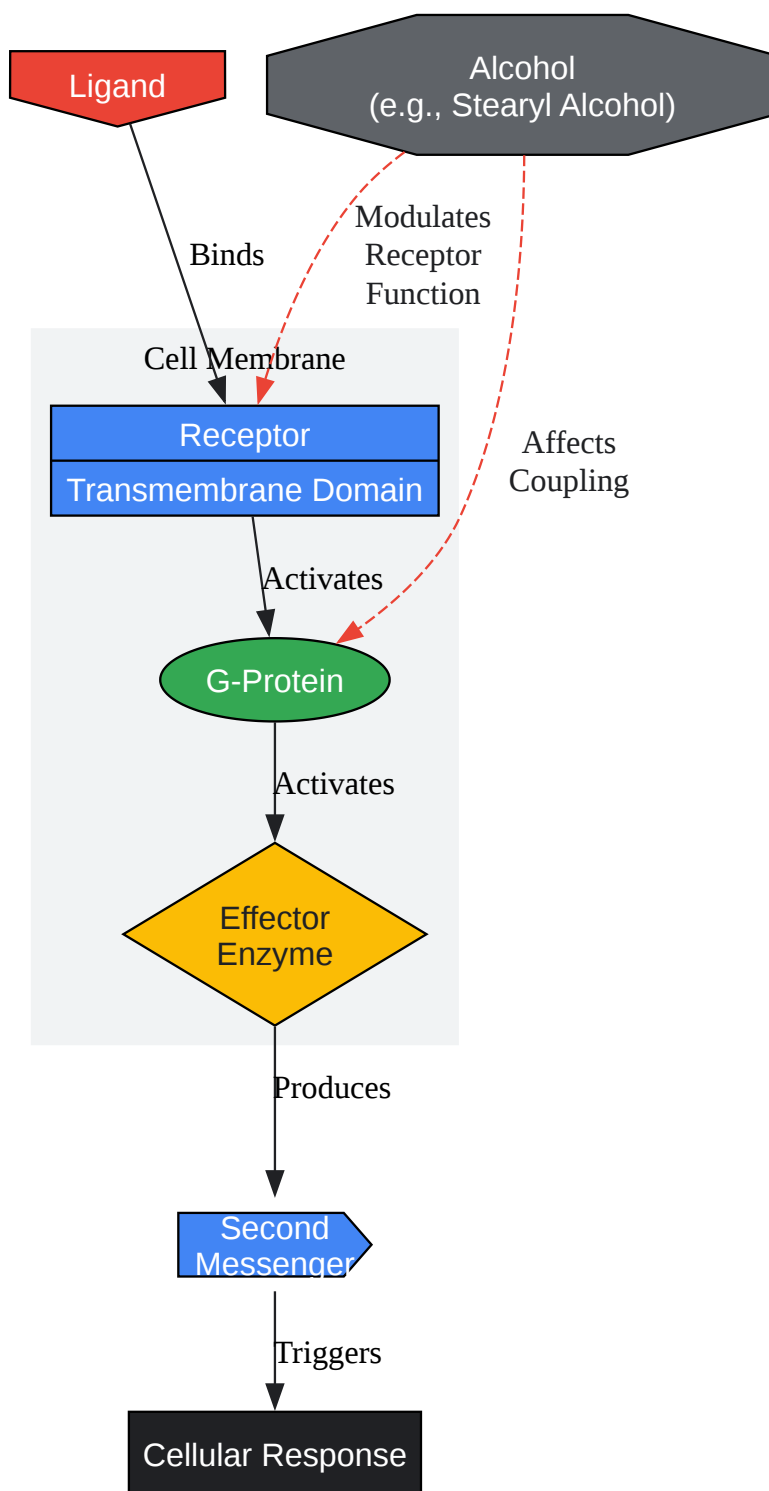 Ligand
Alcohol
(e.g., Stearyl Alcohol)
Binds
Modulates
Receptor
Function
Cell Membrane
Receptor
Transmembrane Domain
Affects
Coupling
Activates
G-Protein
Activates
Effector
Enzyme
Produces
Second
Messenger
Triggers
Cellular Response